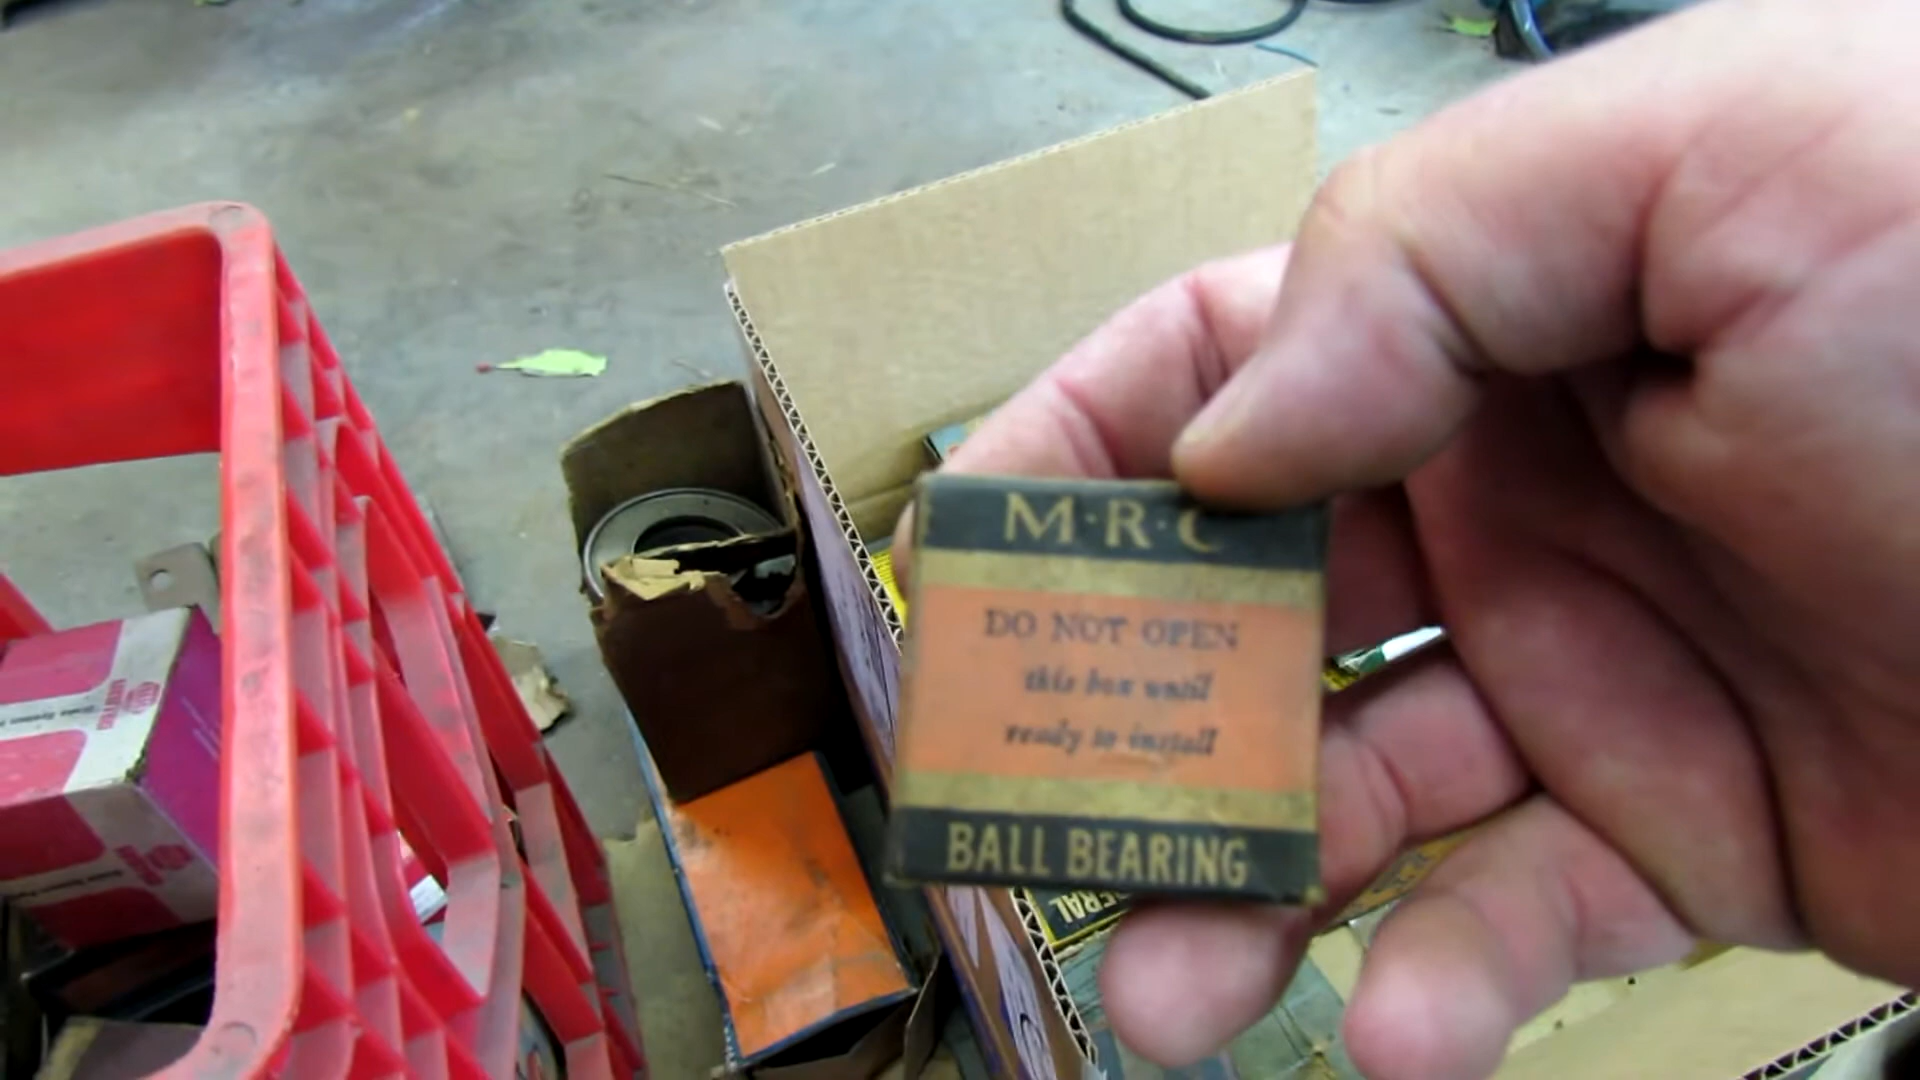 M·R·C
DO NOT OPEN
this box until
ready to install
BALL BEARING